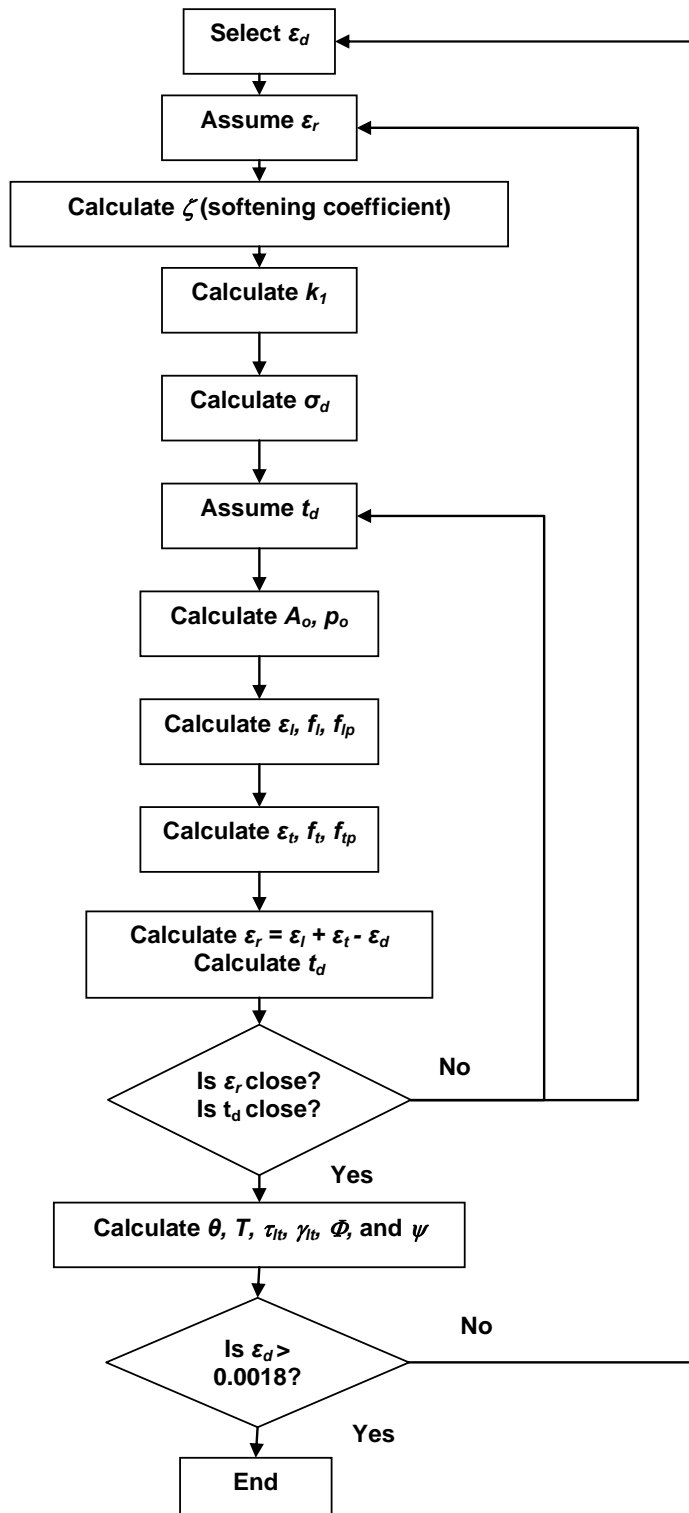 Select εd
Assume εr
Calculate ζ (softening coefficient)
Calculate k1
Calculate σd
Assume td
Calculate Ao, po
Calculate εl, fl, flp
Calculate εt, ft, ftp
Calculate εr = εl + εt - εd
Calculate td
Is εr close?
Is td close?
No
Yes
Calculate θ, T, τlt, γlt, Φ, and ψ
Is εd >
0.0018?
No
Yes
End